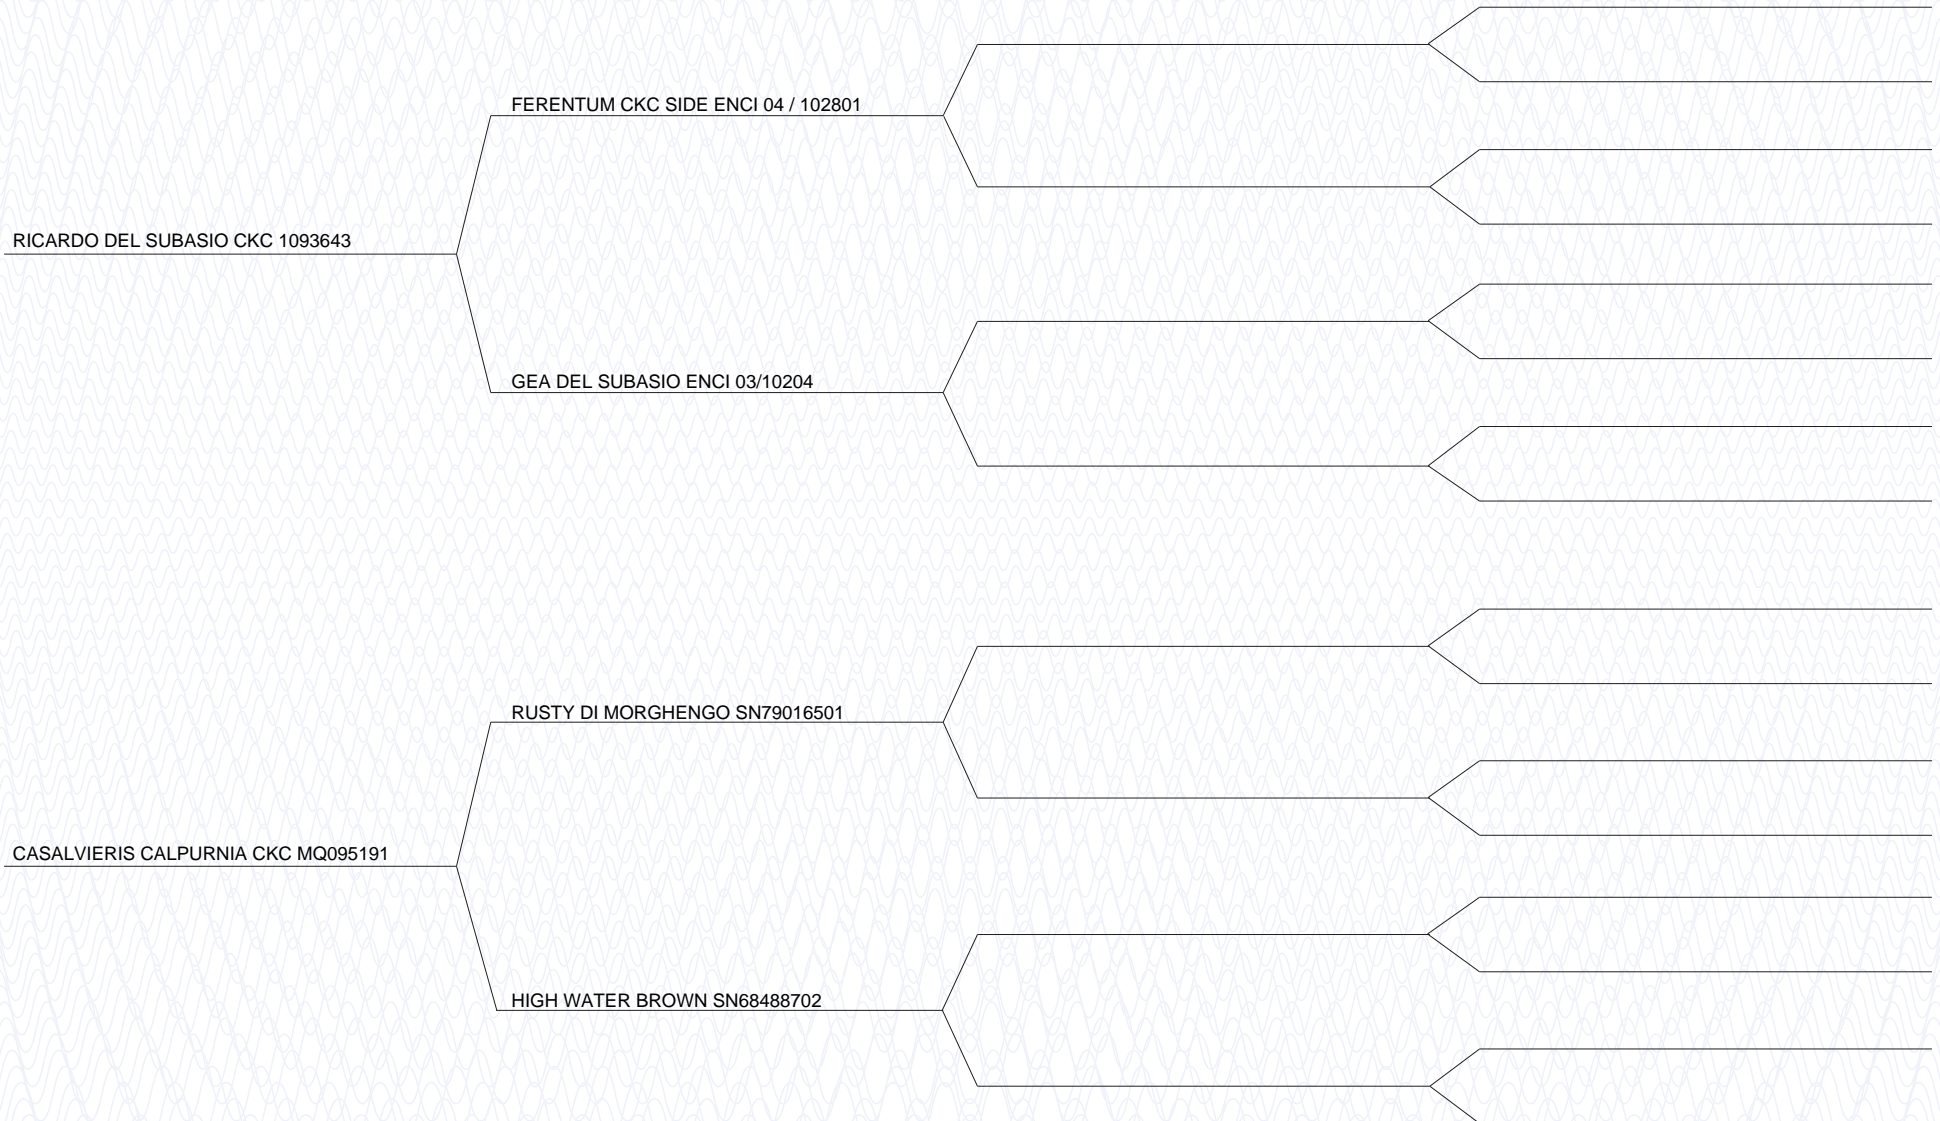 FERENTUM CKC SIDE ENCI 04 / 102801
RICARDO DEL SUBASIO CKC 1093643
GEA DEL SUBASIO ENCI 03/10204
RUSTY DI MORGHENGO SN79016501
CASALVIERIS CALPURNIA CKC MQ095191
HIGH WATER BROWN SN68488702